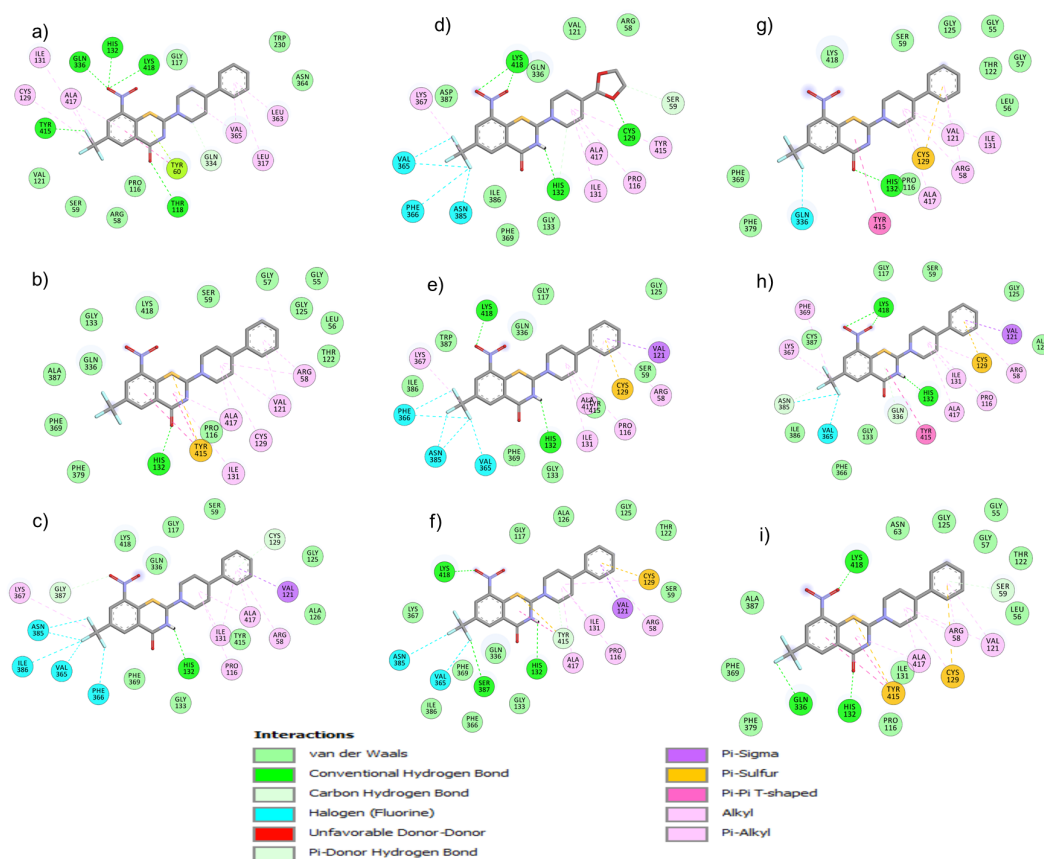 a)
HIS 132
GLN 336
LYS 418
ILE 131
GLY 117
TRP 230
ASN 364
CYS 129
ALA 417
LEU 363
TYR 415
VAL 365
GLY 334
LEU 317
TYR 60
VAL 121
PRO 116
SER 59
ARG 58
THR 118
b)
GLY 57
GLY 55
SER 59
LYS 418
GLY 125
GLY 133
LEU 56
GLN 336
THR 122
ALA 387
ARG 58
VAL 121
PHE 369
ALA 417
PRO 116
CYS 129
TYR 415
PHE 379
HIS 132
ILE 131
c)
SER 59
GLY 117
LYS 418
CYS 129
GLN 336
GLY 125
LYS 367
GLY 387
VAL 121
ALA 126
ALA 417
ASN 385
ILE 131
TYR 415
ARG 58
ILE 386
VAL 365
HIS 132
PRO 116
PHE 369
PHE 366
GLY 133
d)
VAL 121
ARG 58
LYS 418
GLN 336
LYS 367
ASP 387
SER 59
CYS 129
VAL 365
ALA 417
TYR 415
PHE 366
ASN 385
ILE 386
HIS 132
ILE 131
PRO 116
GLY 133
PHE 369
e)
GLY 125
GLY 117
LYS 418
GLN 336
TRP 387
VAL 121
LYS 367
SER 59
ILE 386
CYS 129
ARG 58
ALA 417
TYR 415
PHE 366
PRO 116
HIS 132
ILE 131
ASN 385
VAL 365
PHE 369
GLY 133
f)
ALA 126
GLY 125
GLY 117
THR 122
LYS 418
CYS 129
SER 59
LYS 367
VAL 121
ARG 58
ILE 131
TYR 415
GLN 336
ASN 385
VAL 365
PHE 369
HIS 132
ALA 417
PRO 116
SER 387
ILE 386
PHE 366
GLY 133
g)
GLY 125
GLY 55
SER 59
LYS 418
THR 122
GLY 57
LEU 56
VAL 121
ILE 131
CYS 129
ARG 58
PHE 369
HIS 132
PRO 116
ALA 417
PHE 379
GLN 336
TYR 415
h)
GLY 117
SER 59
PHE 369
LYS 418
GLY 125
LYS 367
CYS 387
VAL 121
CYS 129
ILE 131
ARG 58
ASN 385
HIS 132
PRO 116
GLN 336
ALA 417
ILE 386
VAL 365
GLY 133
TYR 415
PHE 366
i)
ASN 63
GLY 125
GLY 55
GLY 57
LYS 418
THR 122
SER 59
ALA 387
LEU 56
ARG 58
VAL 121
PHE 369
ALA 417
ILE 131
CYS 129
TYR 415
GLN 336
HIS 132
PHE 379
PRO 116
Interactions
van der Waals
Conventional Hydrogen Bond
Carbon Hydrogen Bond
Halogen (Fluorine)
Unfavorable Donor-Donor
Pi-Donor Hydrogen Bond
Pi-Sigma
Pi-Sulfur
Pi-Pi T-shaped
Alkyl
Pi-Alkyl